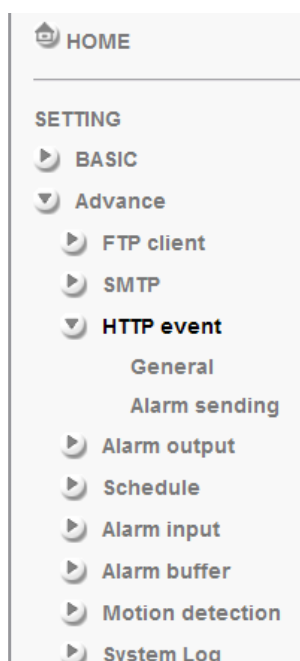 HOME
SETTING
BASIC
Advance
FTP client
SMTP
HTTP event
General
Alarm sending
Alarm output
Schedule
Alarm input
Alarm buffer
Motion detection
System Log